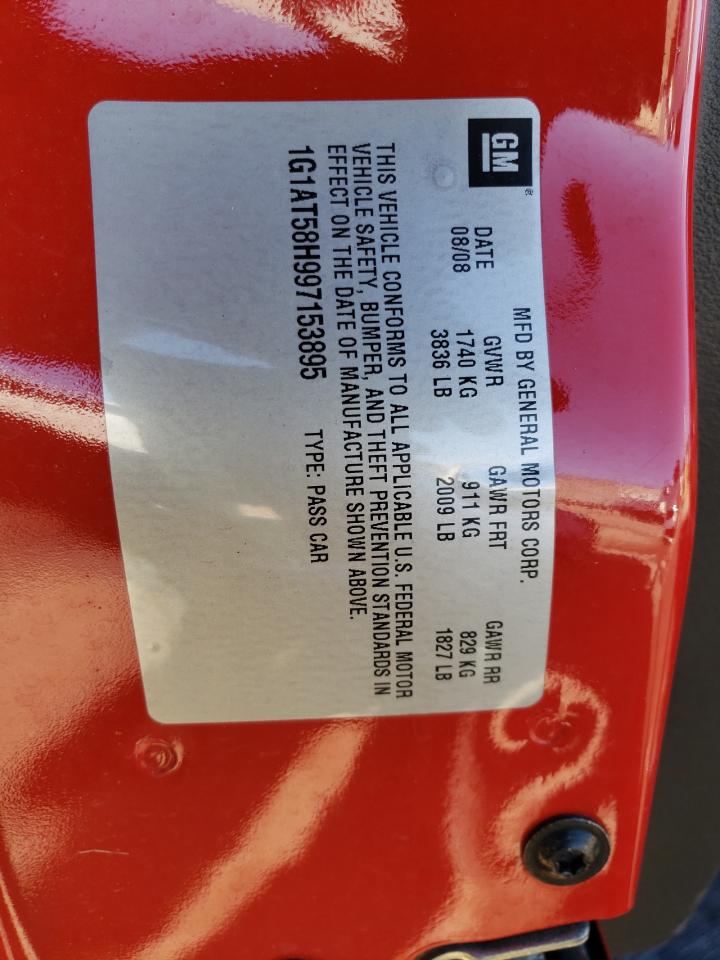 GM
MFD BY GENERAL MOTORS CORP.
DATE GVWR GAWR FRT GAWR RR
08/08 1740 KG 911 KG 829 KG
3836 LB 2009 LB 1827 LB
THIS VEHICLE CONFORMS TO ALL APPLICABLE U.S. FEDERAL MOTOR
VEHICLE SAFETY, BUMPER, AND THEFT PREVENTION STANDARDS IN
EFFECT ON THE DATE OF MANUFACTURE SHOWN ABOVE.
1G1AT58H997153895 TYPE: PASS CAR